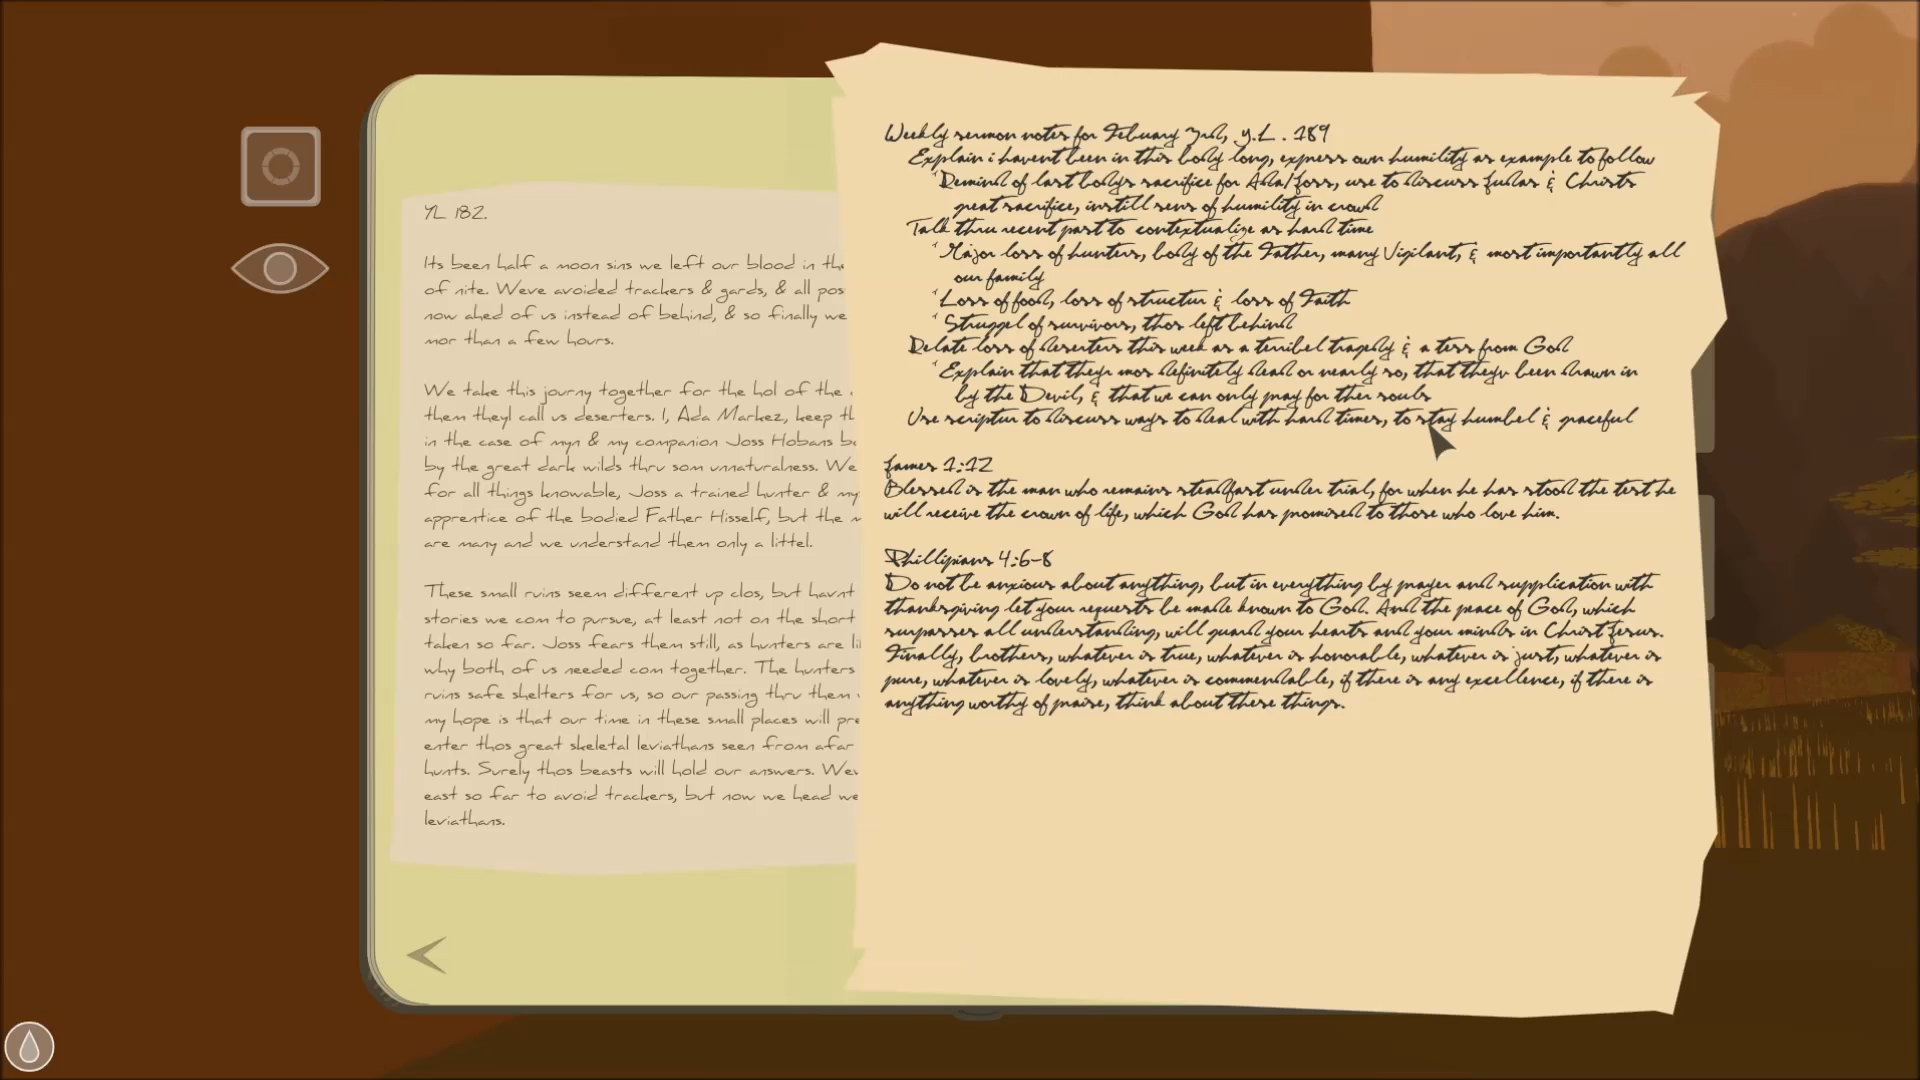 YL 182.
Its been half a moon sins we left our blood in the
of nite. Weve avoided trackers & gards, & all pos
now ahed of us instead of behind, & so finally we
mor than a few hours.
We take this journy together for the hol of the
them theyl call us deserters. I, Ada Markez, keep th
in the case of myn & my companion Joss Hobans be
by the great dark wilds thru som unnaturalness. We
for all things knowable, Joss a trained hunter & my
apprentice of the bodied Father Hisself, but the
are many and we understand them only a littel.
These small ruins seem different up clos, but havnt
stories we com to pursue, at least not on the short
taken so far. Joss fears them still, as hunters are li
why both of us needed com together. The hunters
ruins safe shelters for us, so our passing thru them
my hope is that our time in these small places will pre
enter thos great skeletal leviathans seen from afar
hunts. Surely thos beasts will hold our answers. Wev
east so far to avoid trackers, but now we head we
leviathans.
Weekly sermon notes for Febuary 3rd, y.L. 189
Explain i havent been in this body long, express own humility as example to follow
Remind of last bodys sacrifice for Ada/Joss, use to discuss Judas & Christs
great sacrifice, instill sens of humility in crowd
Talk thru recent past to contextualize as hard time
Major loss of hunters, body of the Father, many Vigilant, & most importantly all
our family
Loss of food, loss of structur & loss of Faith
Struggel of survivors, thos left behind
Relate loss of deserters this week as a terribel tragedy & a tess from God
Explain that theyr mos definitely dead or nearly so, that theyv been drawn in
by the Devil, & that we can only pray for ther souls
Use scriptur to discuss ways to deal with hard times, to stay humbel & graceful
James 1:12
Blessed is the man who remains steadfast under trial, for when he has stood the test he
will receive the crown of life, which God has promised to those who love him.
Phillipians 4:6-8
Do not be anxious about anything, but in everything by prayer and supplication with
thanksgiving let your requests be made known to God. And the peace of God, which
surpasses all understanding, will guard your hearts and your minds in Christ Jesus.
Finally, brothers, whatever is true, whatever is honorable, whatever is just, whatever is
pure, whatever is lovely, whatever is commendable, if there is any excellence, if there is
anything worthy of praise, think about these things.